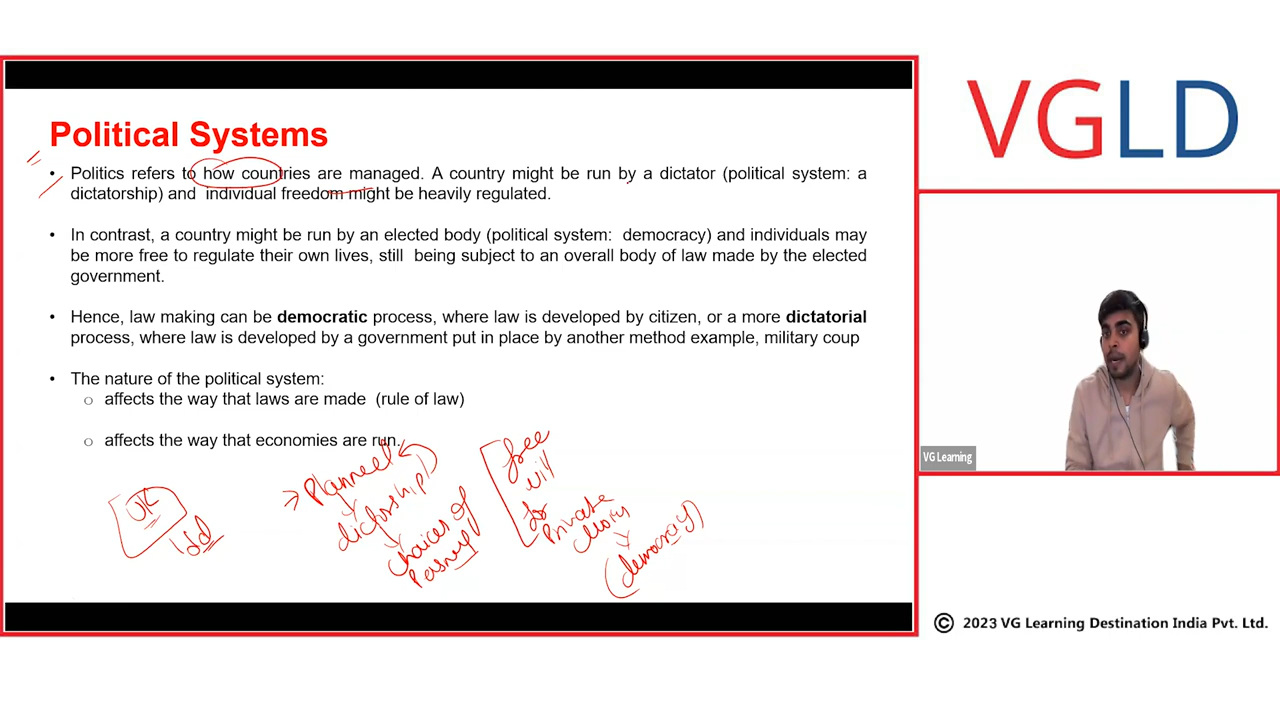 VGLD
Political Systems
• Politics refers to how countries are managed. A country might be run by a dictator (political system: a
dictatorship) and individual freedom might be heavily regulated.
• In contrast, a country might be run by an elected body (political system: democracy) and individuals may
be more free to regulate their own lives, still being subject to an overall body of law made by the elected
government.
• Hence, law making can be democratic process, where law is developed by citizen, or a more dictatorial
process, where law is developed by a government put in place by another method example, military coup
• The nature of the political system:
o affects the way that laws are made (rule of law)
o affects the way that economies are run.
UK
Planned
dictorship
choices of
free
will
for
Private
(democracy)
VG Learning
© 2023 VG Learning Destination India Pvt. Ltd.